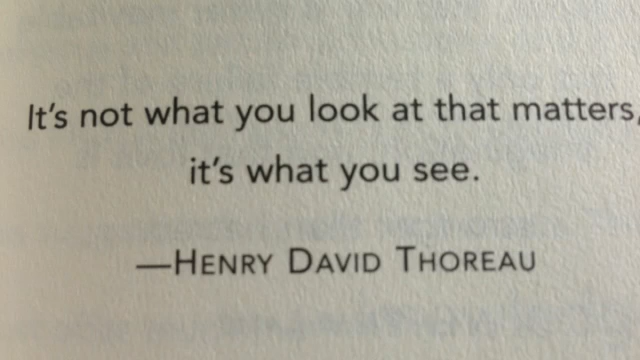 It's not what you look at that matters,
it's what you see.
—HENRY DAVID THOREAU